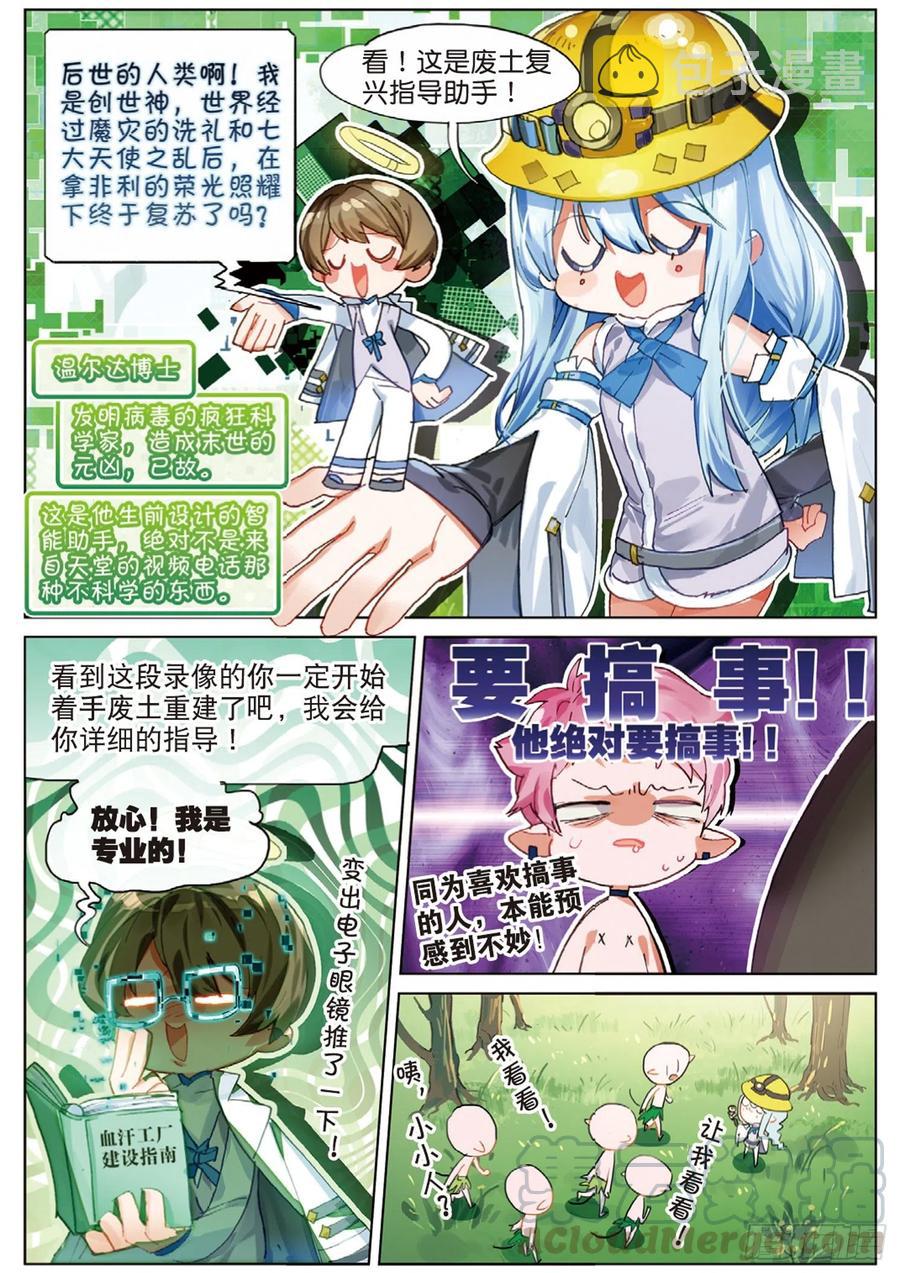 后世的人类啊！我
是创世神，世界经
过魔灾的洗礼和七
大天使之乱后，在
拿非利的荣光照耀
下终于复苏了吗？
看！这是废土复
兴指导助手！
包子漫畫
温尔达博士
发明病毒的疯狂科
学家，造成末世的
元凶，已故。
这是他生前设计的智
能助手，绝对不是来
自天堂的视频电话那
种不科学的东西。
看到这段录像的你一定开始
着手废土重建了吧，我会给
你详细的指导！
放心！我是
专业的！
变出电子眼镜推了一下！
血汗工厂
建设指南
要搞事！！
他绝对要搞事！！
同为喜欢搞事
的人，本能预
感到不妙！
我看看！
咦，小小人？
让我看看！
acloudmerge.com